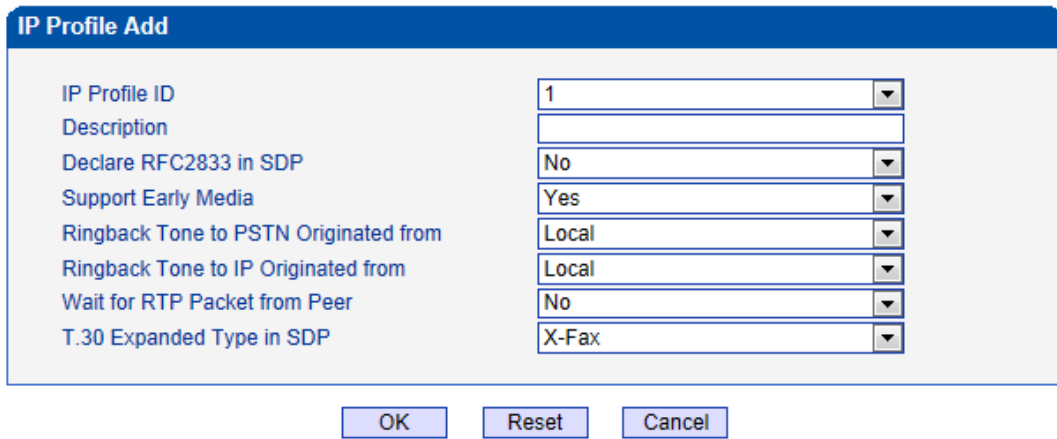 IP Profile Add
IP Profile ID 1
Description
Declare RFC2833 in SDP No
Support Early Media Yes
Ringback Tone to PSTN Originated from Local
Ringback Tone to IP Originated from Local
Wait for RTP Packet from Peer No
T.30 Expanded Type in SDP X-Fax
OK Reset Cancel